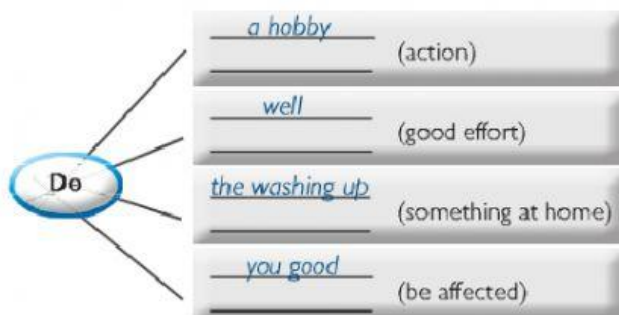 Do
a hobby
(action)
well
(good effort)
the washing up
(something at home)
you good
(be affected)